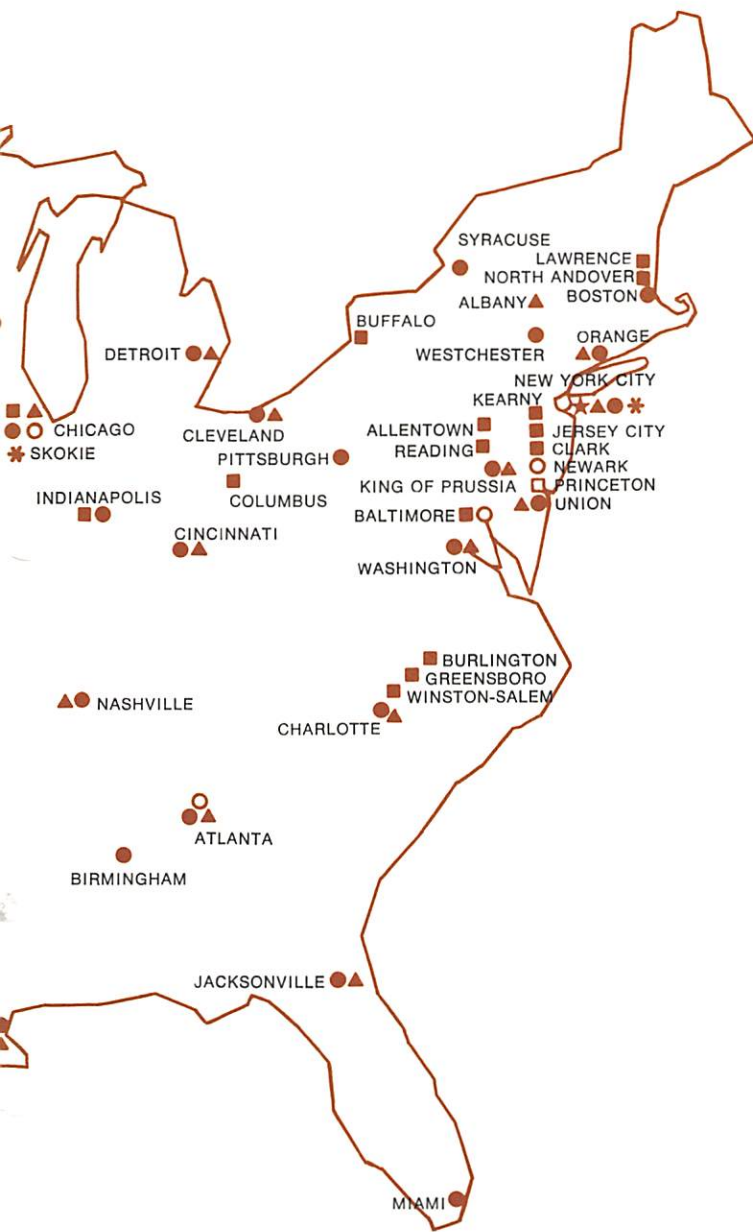 SYRACUSE
LAWRENCE
NORTH ANDOVER
ALBANY
BOSTON
BUFFALO
DETROIT
WESTCHESTER
ORANGE
NEW YORK CITY
KEARNY
CHICAGO
CLEVELAND
ALLENTOWN
JERSEY CITY
SKOKIE
PITTSBURGH
READING
CLARK
NEWARK
INDIANAPOLIS
COLUMBUS
KING OF PRUSSIA
PRINCETON
UNION
CINCINNATI
BALTIMORE
WASHINGTON
BURLINGTON
GREENSBORO
WINSTON-SALEM
NASHVILLE
CHARLOTTE
ATLANTA
BIRMINGHAM
JACKSONVILLE
MIAMI